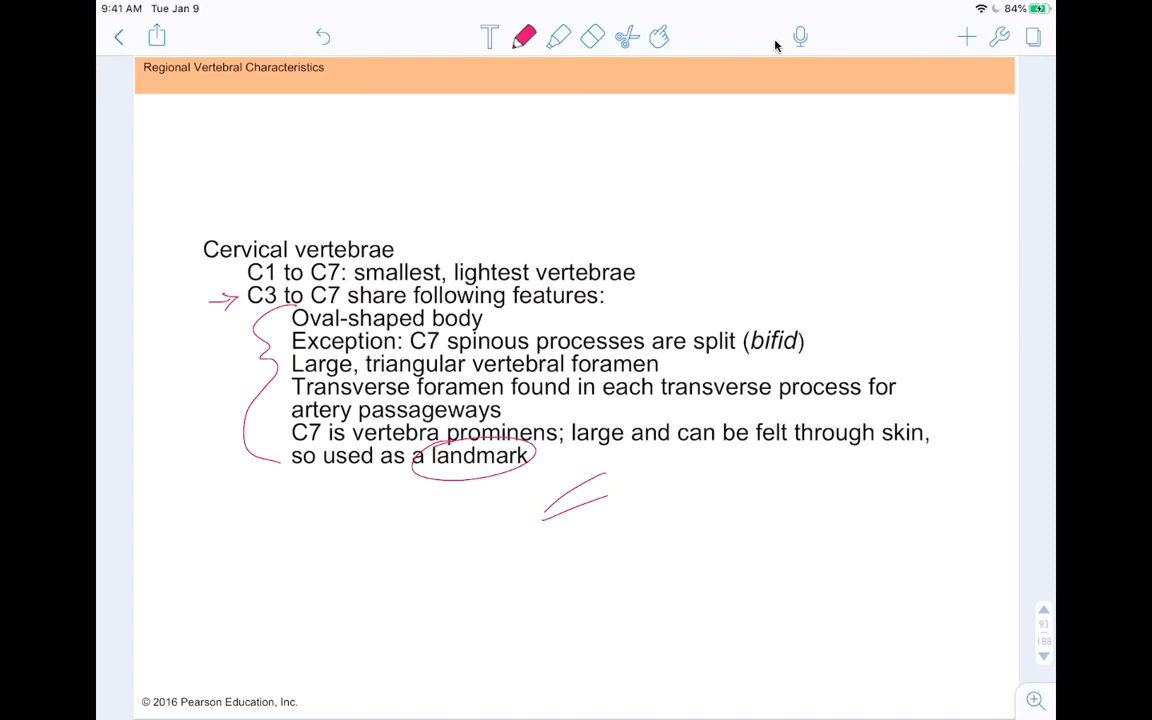 9:41 AM Tue Jan 9
84%
T
Regional Vertebral Characteristics
Cervical vertebrae
C1 to C7: smallest, lightest vertebrae
C3 to C7 share following features:
Oval-shaped body
Exception: C7 spinous processes are split (bifid)
Large, triangular vertebral foramen
Transverse foramen found in each transverse process for
artery passageways
C7 is vertebra prominens; large and can be felt through skin,
so used as a landmark
93
188
© 2016 Pearson Education, Inc.